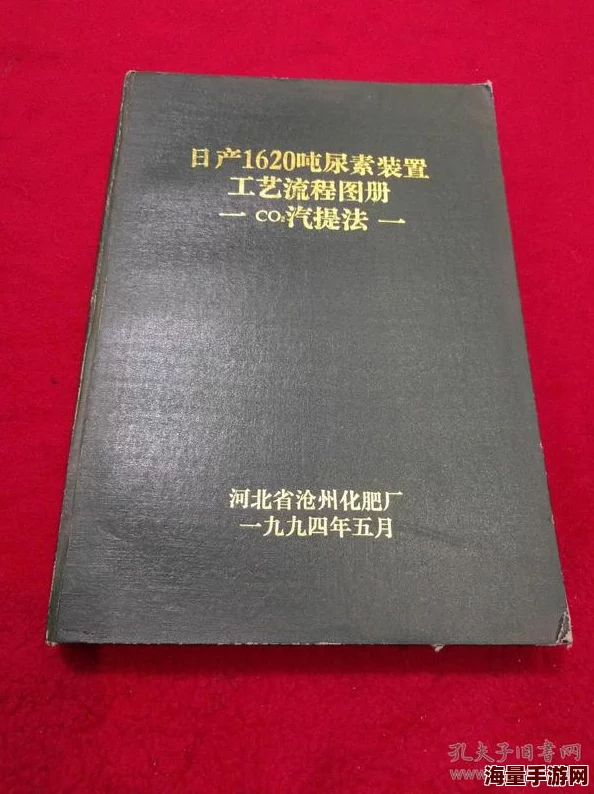 日产1620吨尿素装置
工艺流程图册
— CO₂汽提法 —
河北省沧州化肥厂
一九九四年五月
孔夫子旧书网
海量手游网